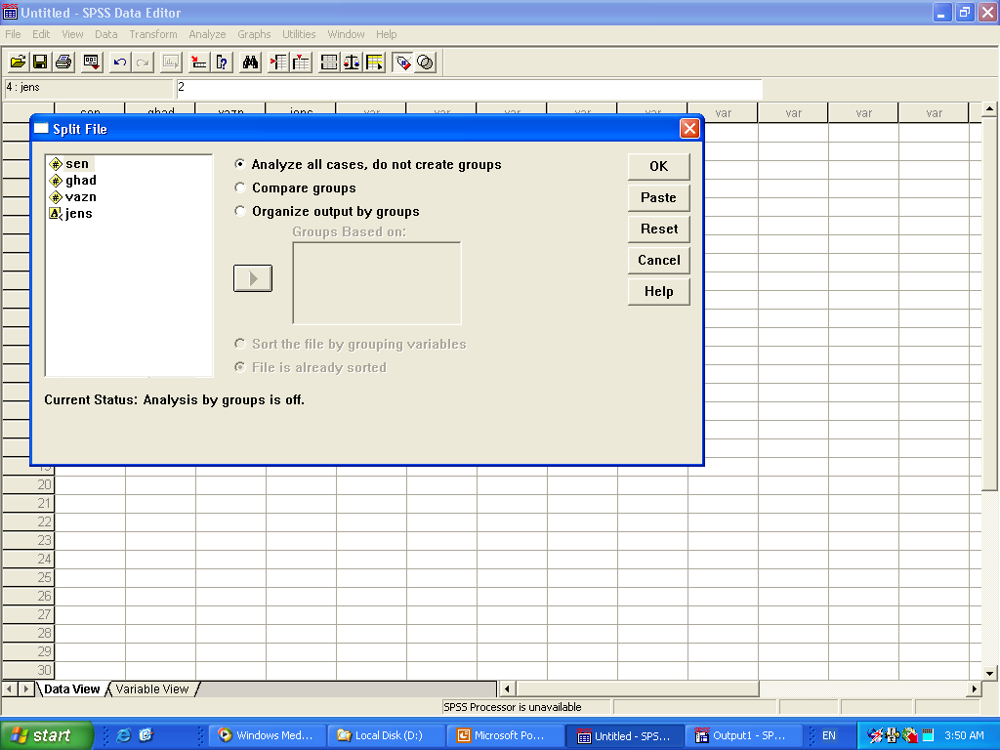 Untitled - SPSS Data Editor
File Edit View Data Transform Analyze Graphs Utilities Window Help
4 : jens
2
sen ghad vazn jens var var var var var var var var var
Split File
sen
ghad
vazn
jens
Analyze all cases, do not create groups
Compare groups
Organize output by groups
Groups Based on:
Sort the file by grouping variables
File is already sorted
Current Status: Analysis by groups is off.
OK
Paste
Reset
Cancel
Help
19
20
21
22
23
24
25
26
27
28
29
30
Data View Variable View
SPSS Processor is unavailable
start
Windows Med...
Local Disk (D:)
Microsoft Po...
Untitled - SPS...
Output1 - SP...
EN
3:50 AM